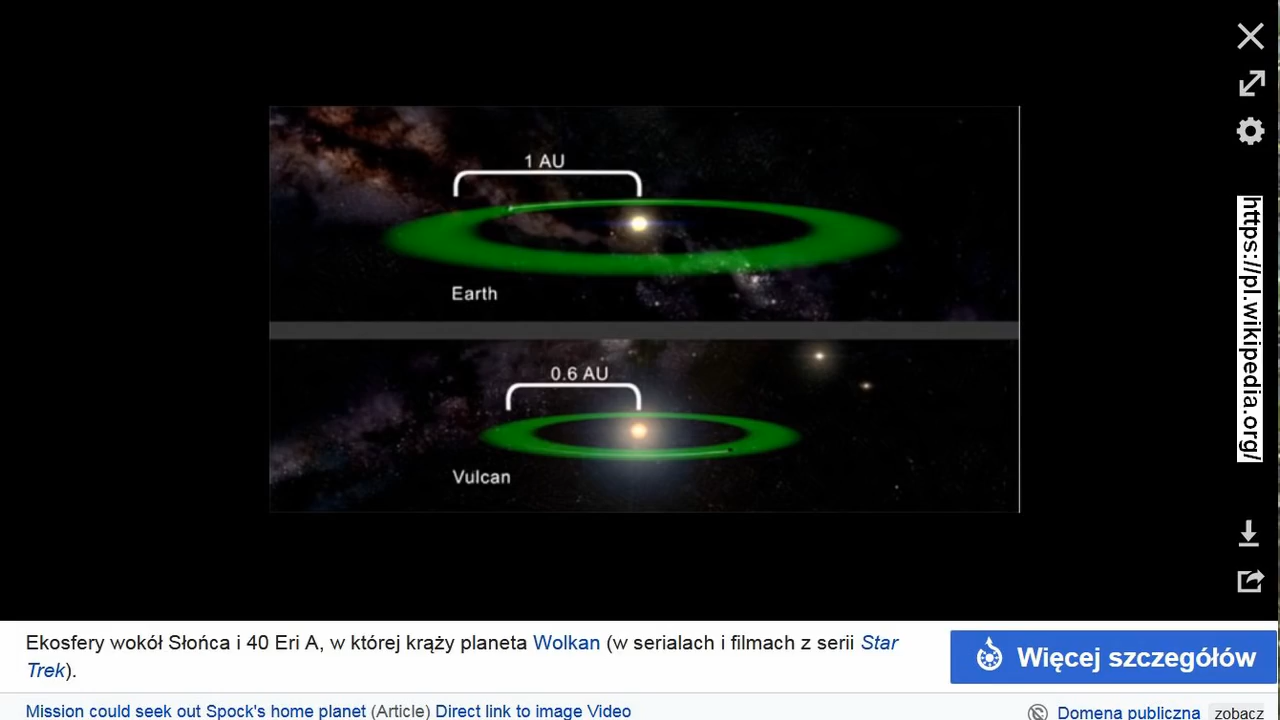 1 AU
Earth
0.6 AU
Vulcan
https://pl.wikipedia.org/
Ekosfery wokół Słońca i 40 Eri A, w której krąży planeta Wolkan (w serialach i filmach z serii Star
Trek).
Więcej szczegółów
Mission could seek out Spock's home planet (Article) Direct link to image Video
Domena publiczna
zobacz